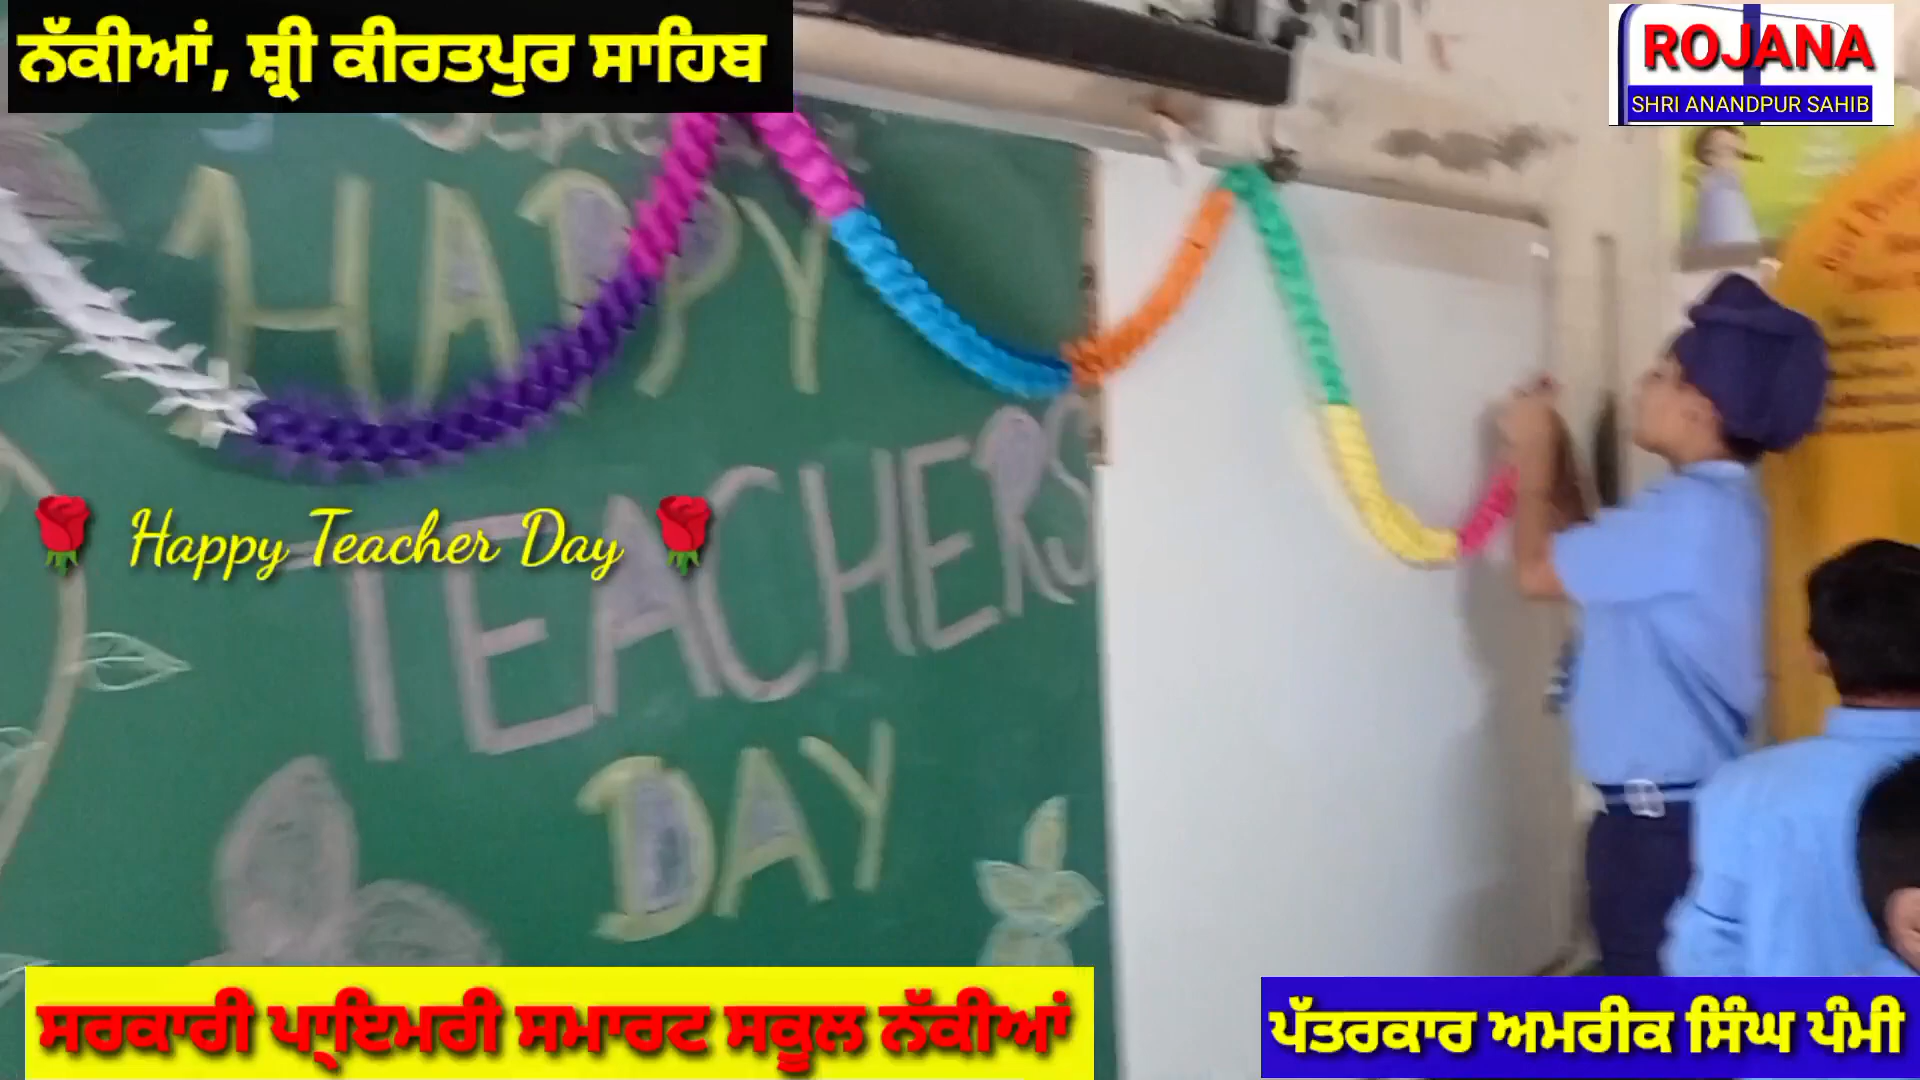 ਨੱਕੀਆਂ, ਸ਼੍ਰੀ ਕੀਰਤਪੁਰ ਸਾਹਿਬ
ROJANA
SHRI ANANDPUR SAHIB
HAPPY
TEACHERS
DAY
🌹 Happy Teacher Day 🌹
ਸਰਕਾਰੀ ਪ੍ਰਾਇਮਰੀ ਸਮਾਰਟ ਸਕੂਲ ਨੱਕੀਆਂ
ਪੱਤਰਕਾਰ ਅਮਰੀਕ ਸਿੰਘ ਪੰਮੀ